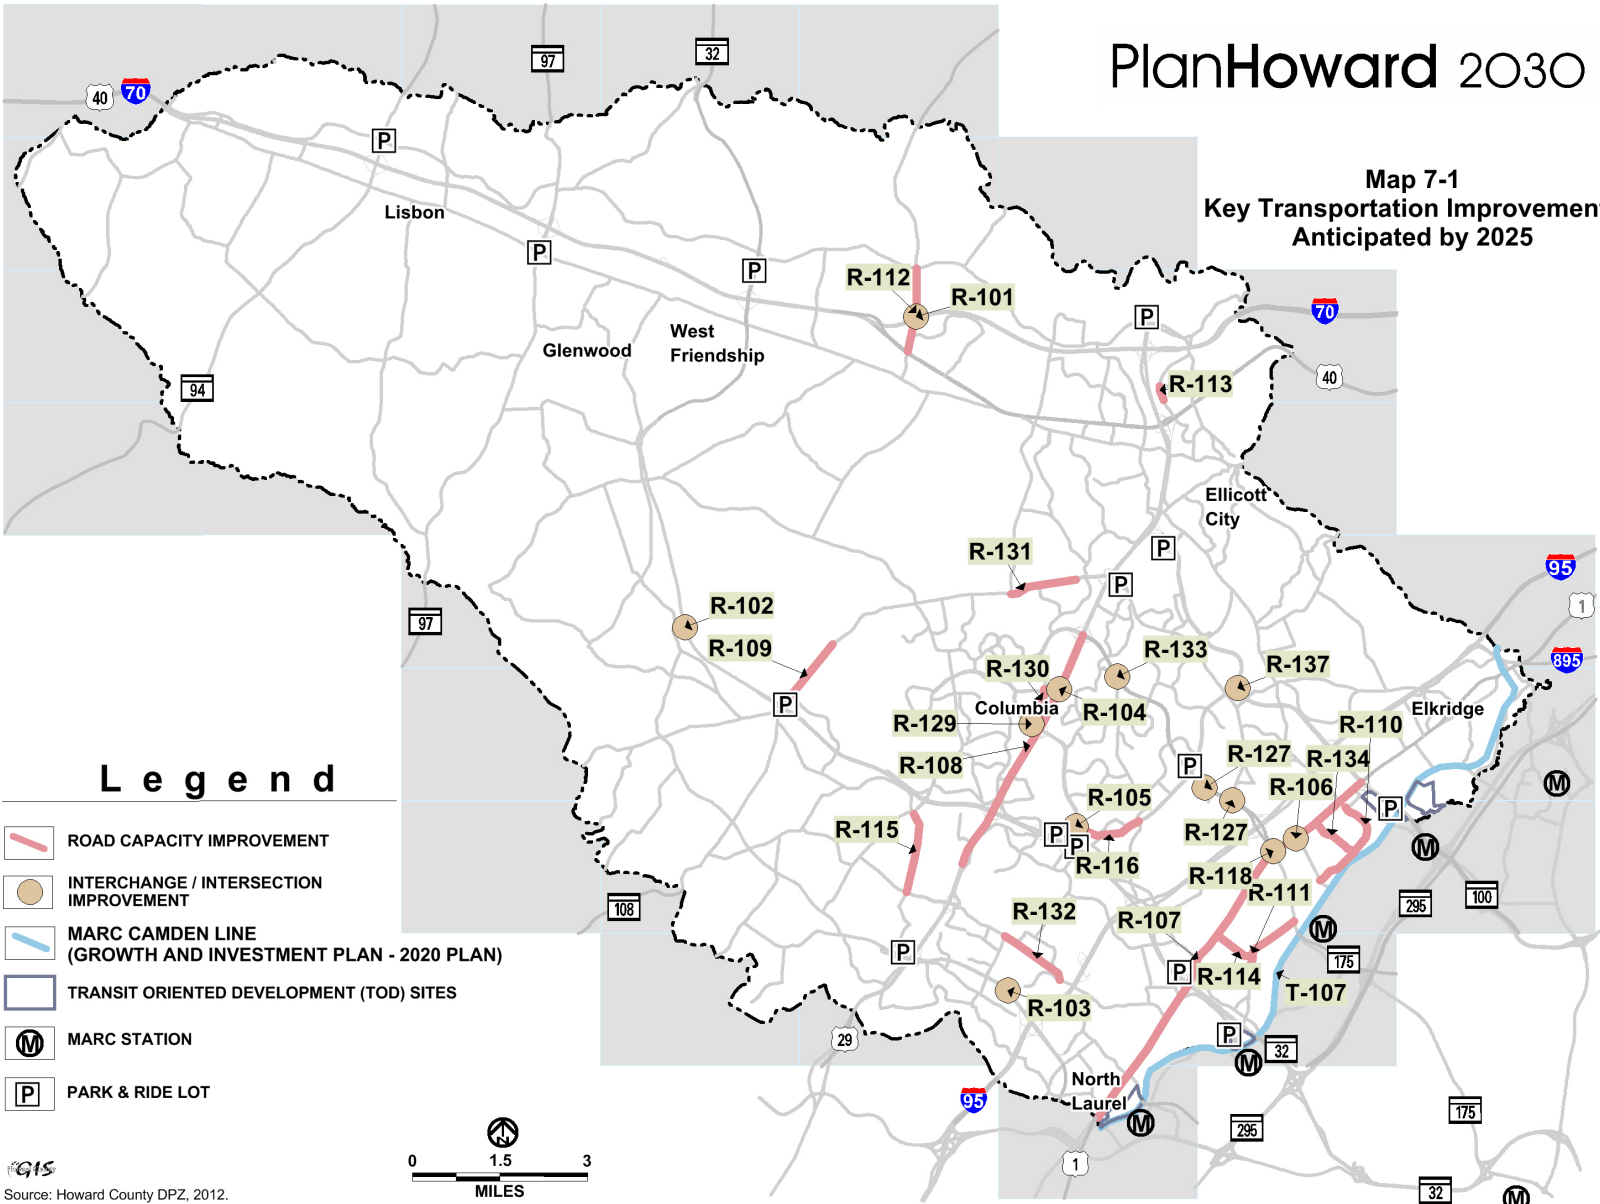 PlanHoward 2030
Map 7-1
Key Transportation Improvemen
Anticipated by 2025
97
32
40
70
P
Lisbon
P
P
R-112
R-101
P
70
West
Friendship
Glenwood
40
94
R-113
Ellicott
City
P
R-131
P
95
1
97
R-102
R-109
895
R-133
R-130
R-137
P
Columbia
R-104
Elkridge
R-129
R-110
R-127
R-134
R-108
P
R-106
M
R-105
P
R-115
P
P
R-127
M
R-116
R-118
R-111
108
R-132
R-107
295
100
M
P
175
P
R-114
T-107
R-103
29
P
32
M
North
Laurel
95
M
295
175
1
32
M
Legend
ROAD CAPACITY IMPROVEMENT
INTERCHANGE / INTERSECTION
IMPROVEMENT
MARC CAMDEN LINE
(GROWTH AND INVESTMENT PLAN - 2020 PLAN)
TRANSIT ORIENTED DEVELOPMENT (TOD) SITES
M MARC STATION
P PARK & RIDE LOT
N
0 1.5 3
MILES
GIS
Source: Howard County DPZ, 2012.